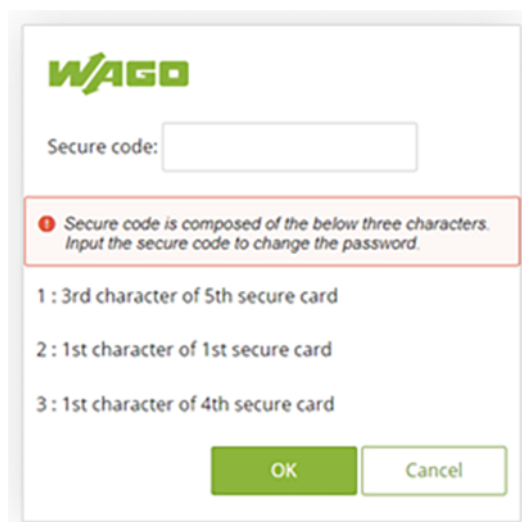 WAGO
Secure code:
Secure code is composed of the below three characters.
Input the secure code to change the password.
1 : 3rd character of 5th secure card
2 : 1st character of 1st secure card
3 : 1st character of 4th secure card
OK Cancel